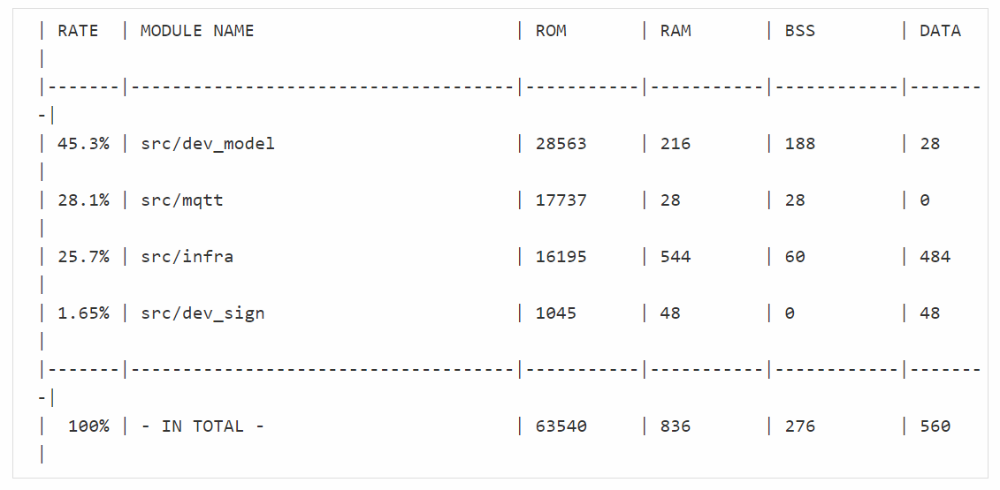 | RATE  | MODULE NAME                         | ROM       | RAM       | BSS        | DATA
|
|-------|-------------------------------------|-----------|-----------|------------|-------
-|
| 45.3% | src/dev_model                       | 28563     | 216       | 188        | 28
|
| 28.1% | src/mqtt                            | 17737     | 28        | 28         | 0
|
| 25.7% | src/infra                           | 16195     | 544       | 60         | 484
|
| 1.65% | src/dev_sign                        | 1045      | 48        | 0          | 48
|
|-------|-------------------------------------|-----------|-----------|------------|-------
-|
|  100% | - IN TOTAL -                        | 63540     | 836       | 276        | 560
|